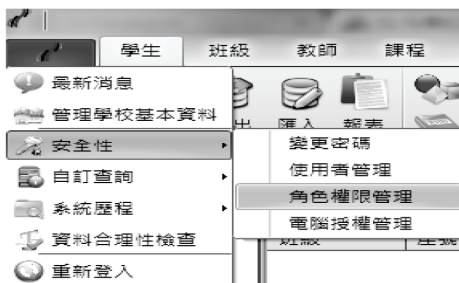 學生 班級 教師 課程
最新消息
管理學校基本資料
出 匯入 報表
安全性
變更密碼
自訂查詢
使用者管理
角色權限管理
系統歷程
電腦授權管理
資料合理性檢查
班級 座號
重新登入